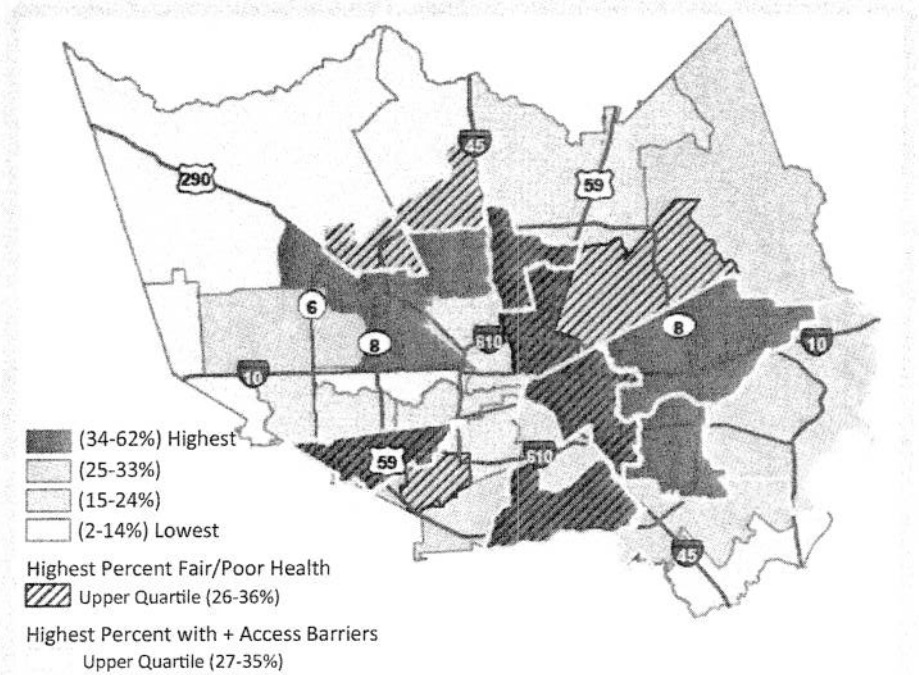 45
290
59
6
8
610
8
10
10
(34-62%) Highest
59
610
(25-33%)
(15-24%)
(2-14%) Lowest
45
Highest Percent Fair/Poor Health
Upper Quartile (26-36%)
Highest Percent with + Access Barriers
Upper Quartile (27-35%)